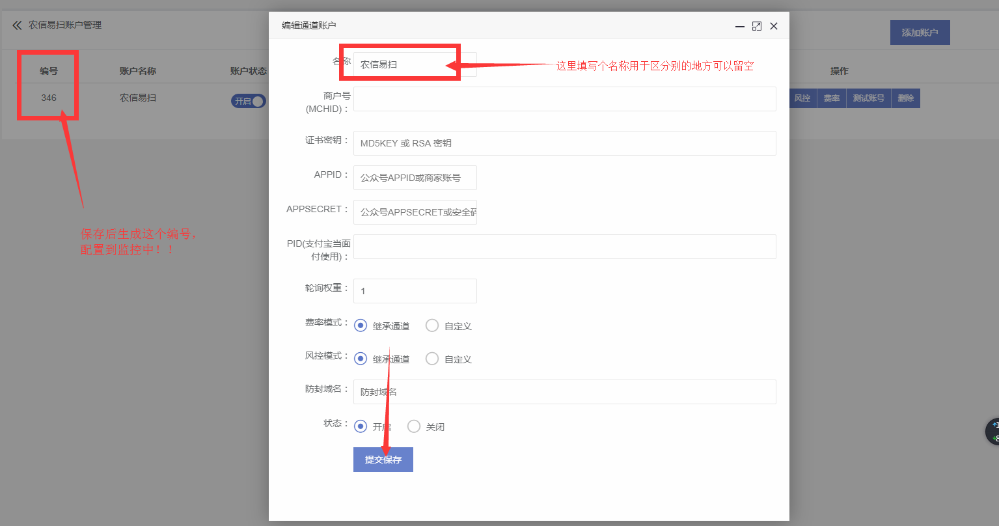 农信易扫账户管理
编辑通道账户
添加账户
编号
账户名称
账户状态
操作
346
农信易扫
开启
风控
费率
测试账号
删除
名称
农信易扫
这里填写个名称用于区分别的地方可以留空
商户号
(MCHID)：
证书密钥：
MD5KEY 或 RSA 密钥
APPID：
公众号APPID或商家账号
APPSECRET：
公众号APPSECRET或安全码
PID(支付宝当面
付使用)：
轮询权重：
1
费率模式：
继承通道
自定义
风控模式：
继承通道
自定义
防封域名：
防封域名
状态：
开启
关闭
提交保存
保存后生成这个编号，
配置到监控中！！